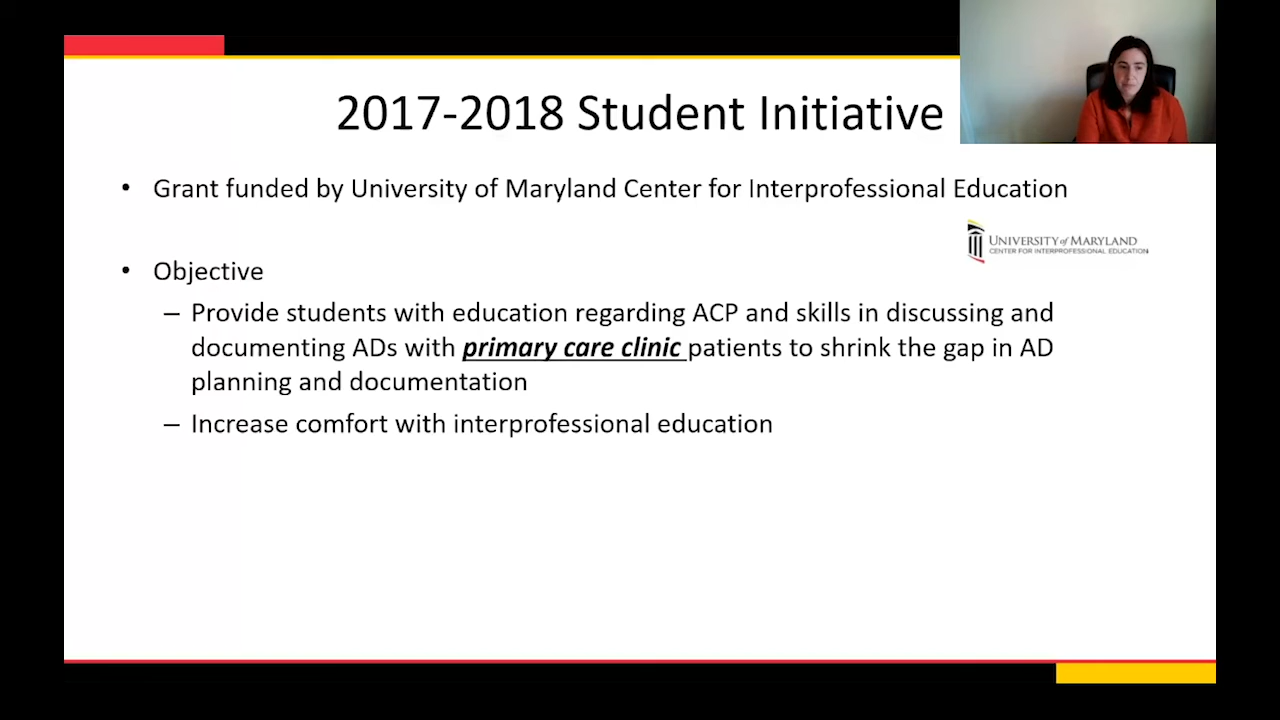 2017-2018 Student Initiative
• Grant funded by University of Maryland Center for Interprofessional Education
UNIVERSITY of MARYLAND
CENTER FOR INTERPROFESSIONAL EDUCATION
• Objective
– Provide students with education regarding ACP and skills in discussing and
documenting ADs with primary care clinic patients to shrink the gap in AD
planning and documentation
– Increase comfort with interprofessional education